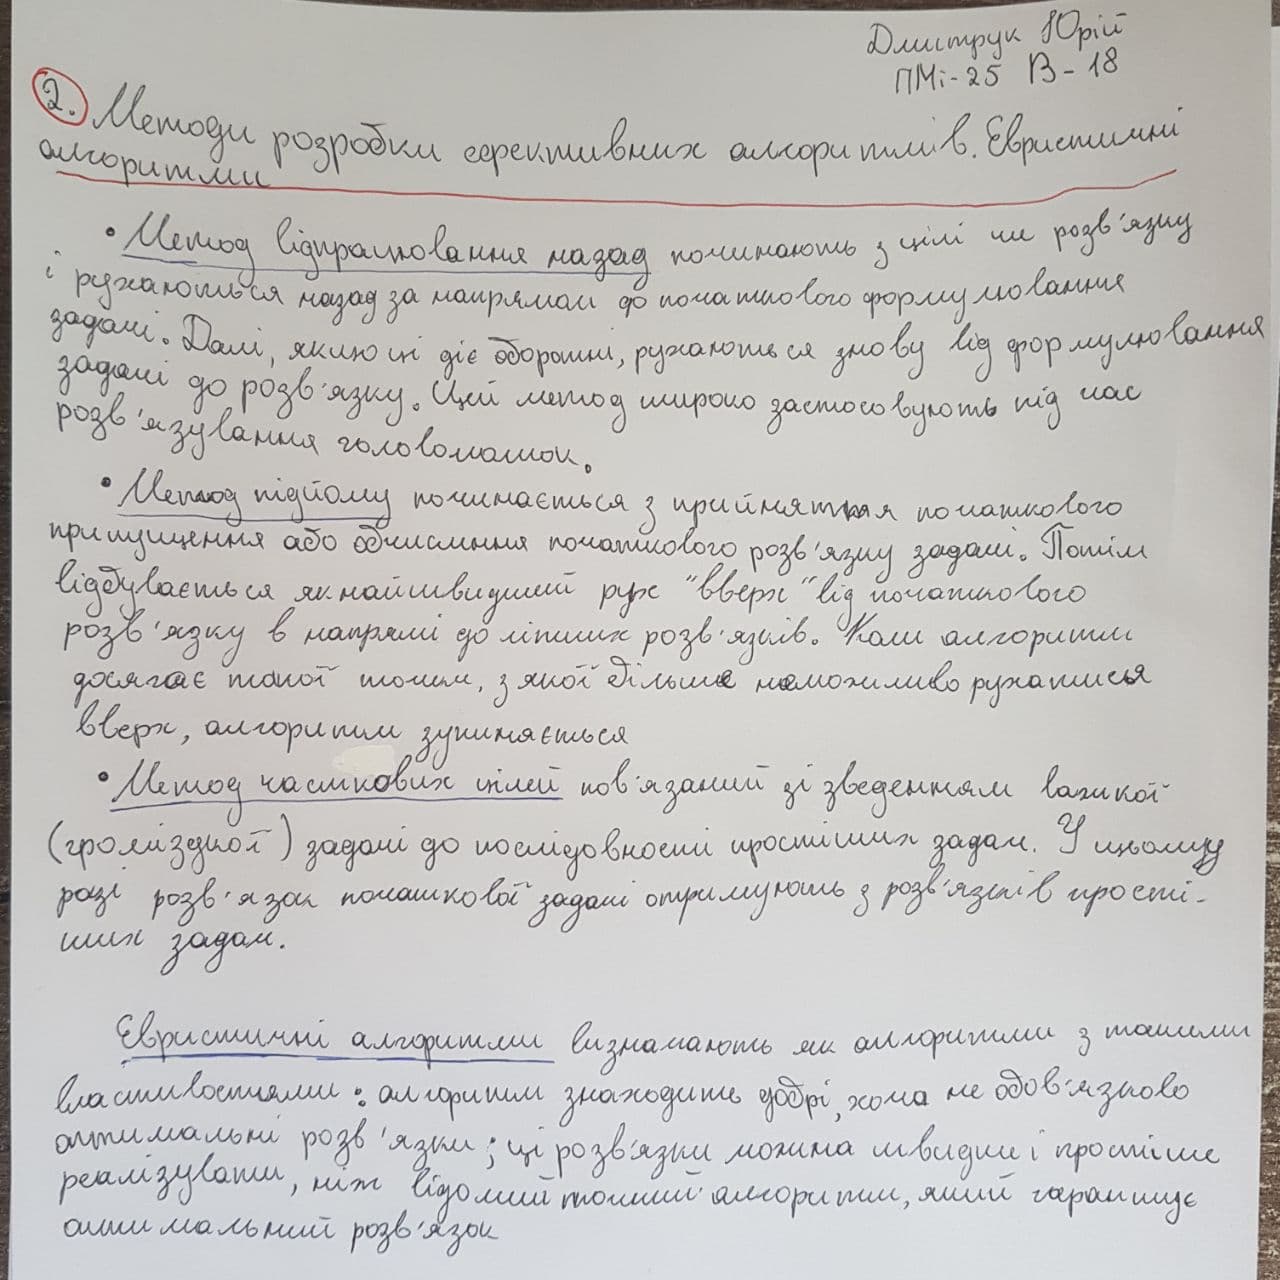 Дмитрук Юрій
ПМі-25 В-18
2. Методи розробки ефективних алгоритмів. Евристичні
алгоритми
• Метод відпрацювання назад починають з цілі чи розв'язку
і рухаються назад за напрямом до початкового формулювання
задачі. Далі, якщо ці дії оборотні, рухаються знову від формулювання
задачі до розв'язку. Цей метод широко застосовують під час
розв'язування головоломок.
• Метод підйому починається з прийняття початкового
припущення або обчислення початкового розв'язку задачі. Потім
відбувається якнайшвидший рух "вверх" від початкового
розв'язку в напрямі до ліпших розв'язків. Коли алгоритм
досягає такої точки, з якої більше неможливо рухатися
вверх, алгоритм зупиняється
• Метод часткових цілей пов'язаний зі зведенням великої
(громіздкої) задачі до послідовності простіших задач. У цьому
разі розв'язок початкової задачі отримують з розв'язків прості-
ших задач.
Евристичні алгоритми визначають як алгоритми з такими
властивостями: алгоритм знаходить добрі, хоча не обов'язково
оптимальні розв'язки; ці розв'язки можна швидше і простіше
реалізувати, ніж відомий точний алгоритм, який гарантує
оптимальний розв'язок